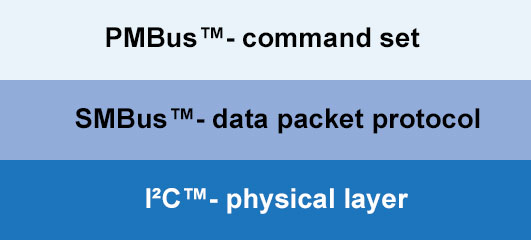 PMBus™- command set
SMBus™- data packet protocol
I²C™- physical layer